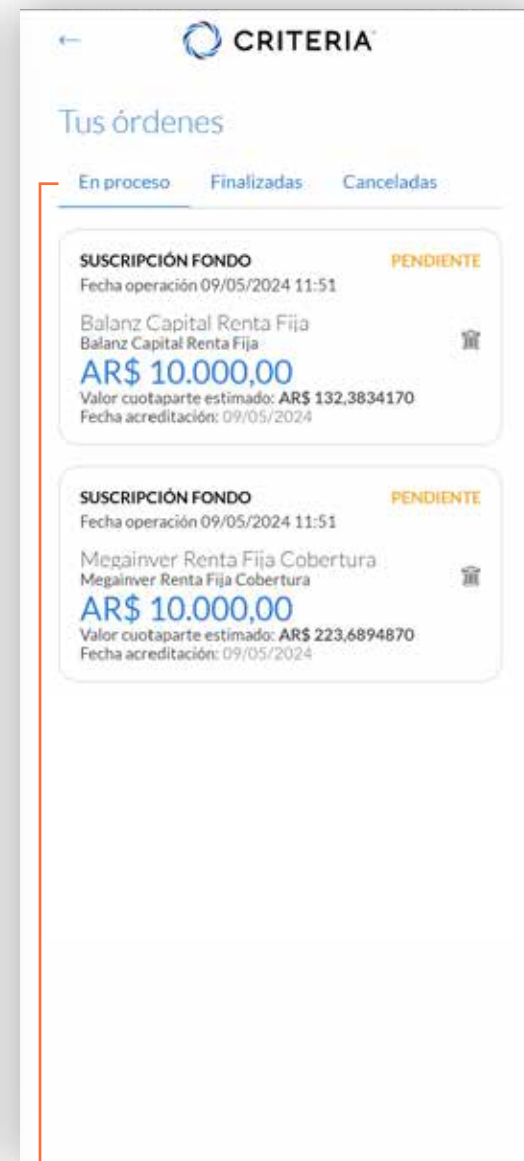 CRITERIA
Tus órdenes
En proceso Finalizadas Canceladas
SUSCRIPCIÓN FONDO PENDIENTE
Fecha operación 09/05/2024 11:51
Balanz Capital Renta Fija
Balanz Capital Renta Fija
AR$ 10.000,00
Valor cuotaparte estimado: AR$ 132,3834170
Fecha acreditación: 09/05/2024
SUSCRIPCIÓN FONDO PENDIENTE
Fecha operación 09/05/2024 11:51
Megainver Renta Fija Cobertura
Megainver Renta Fija Cobertura
AR$ 10.000,00
Valor cuotaparte estimado: AR$ 223,6894870
Fecha acreditación: 09/05/2024